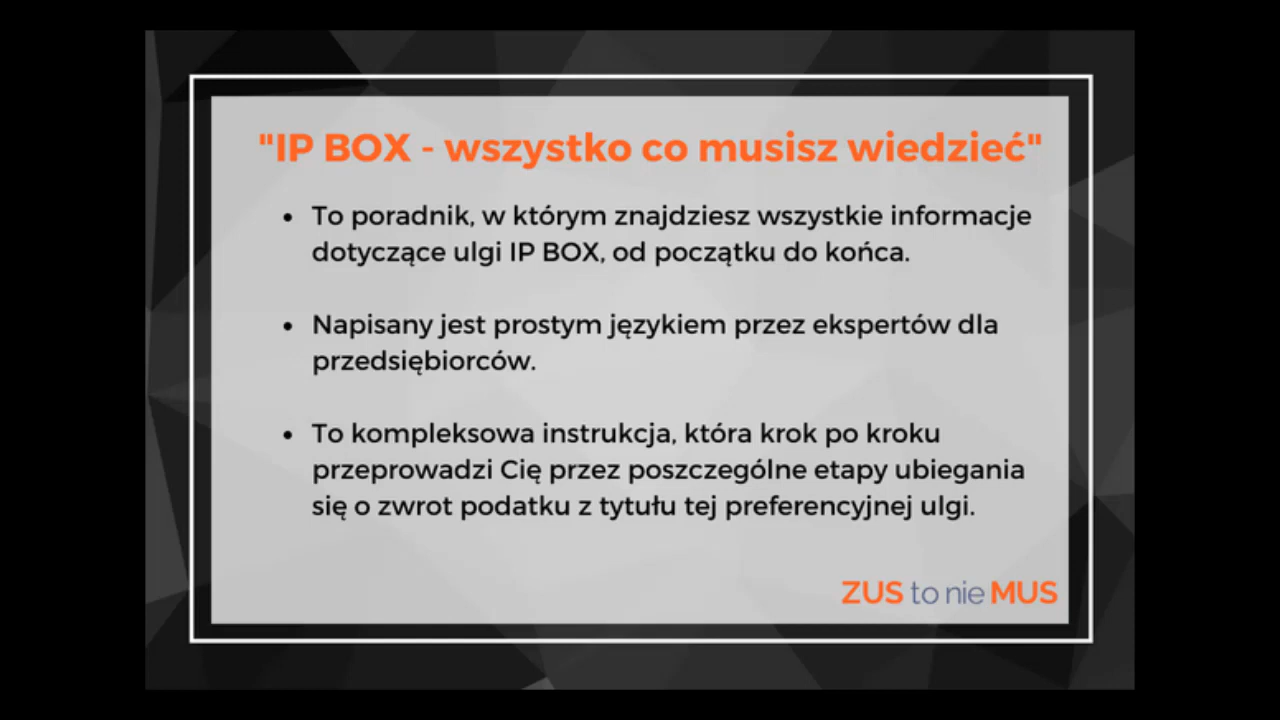 "IP BOX - wszystko co musisz wiedzieć"
• To poradnik, w którym znajdziesz wszystkie informacje
dotyczące ulgi IP BOX, od początku do końca.
• Napisany jest prostym językiem przez ekspertów dla
przedsiębiorców.
• To kompleksowa instrukcja, która krok po kroku
przeprowadzi Cię przez poszczególne etapy ubiegania
się o zwrot podatku z tytułu tej preferencyjnej ulgi.
ZUS to nie MUS